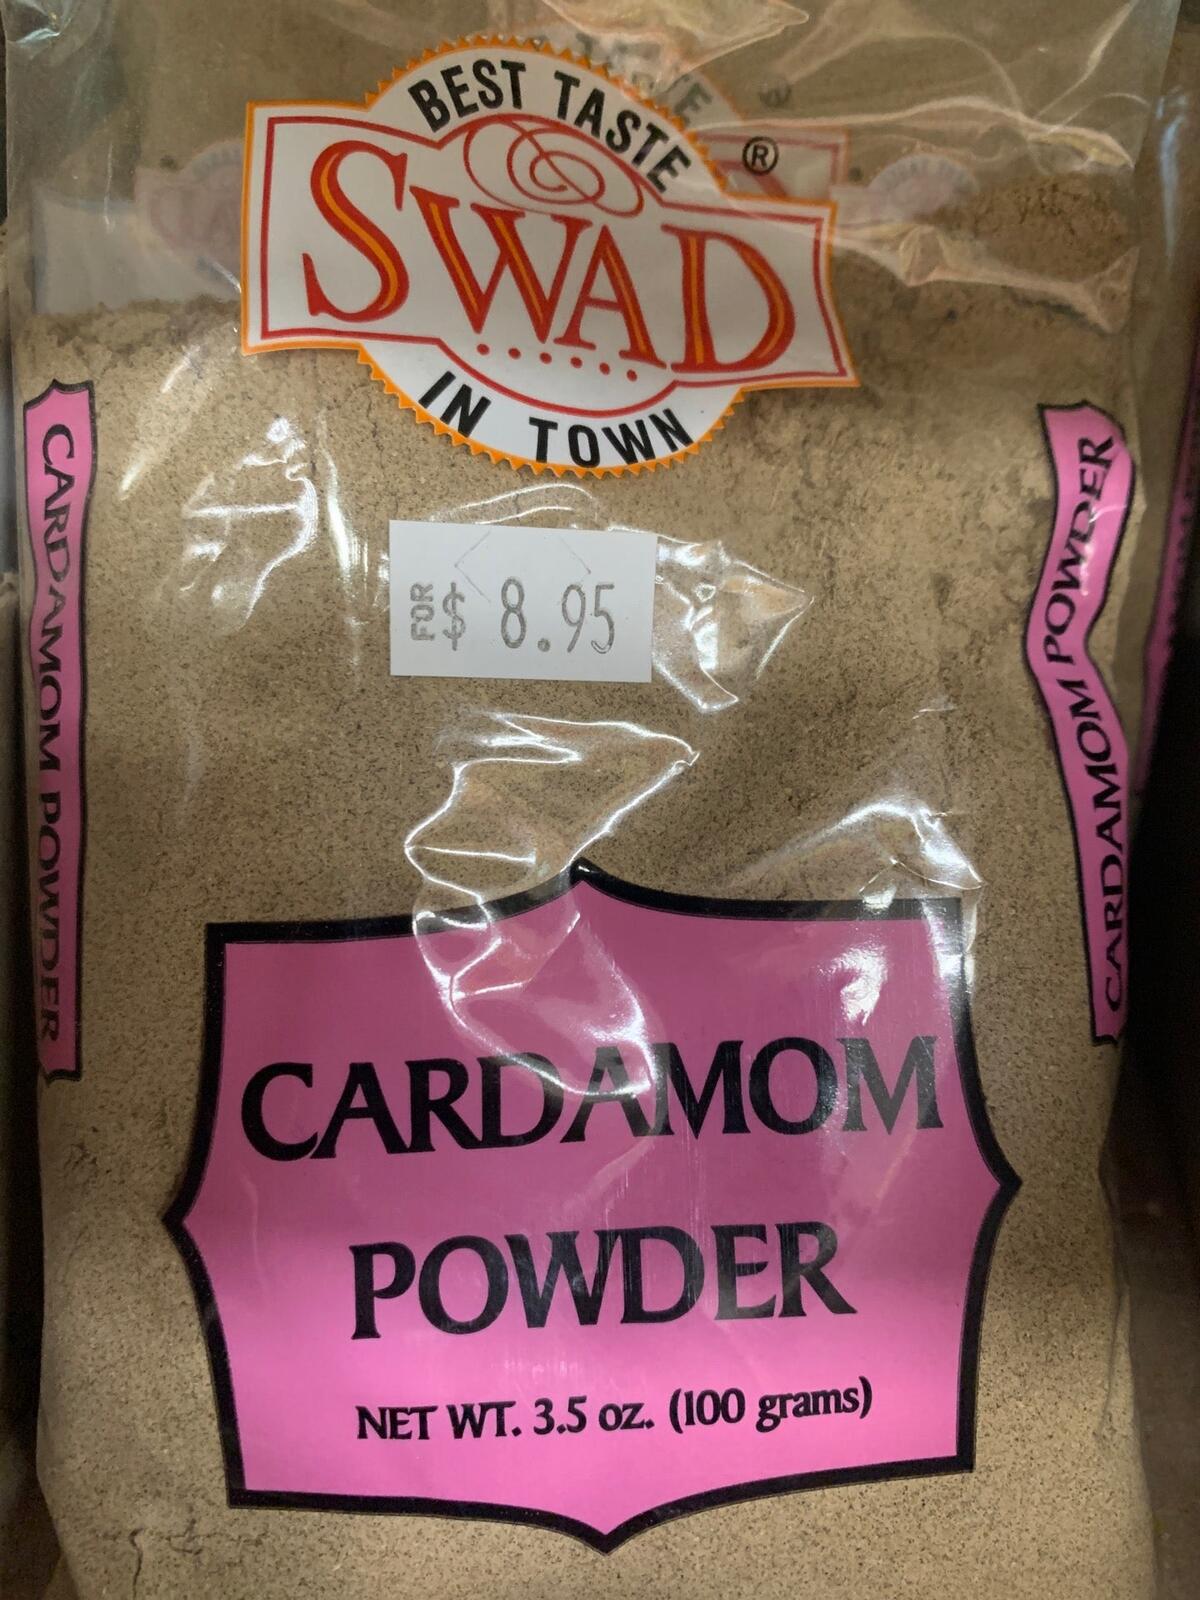 BEST TASTE
SWAD
®
IN TOWN
FOR $ 8.95
CARDAMOM POWDER
CARDAMOM POWDER
CARDAMOM
POWDER
NET WT. 3.5 oz. (100 grams)